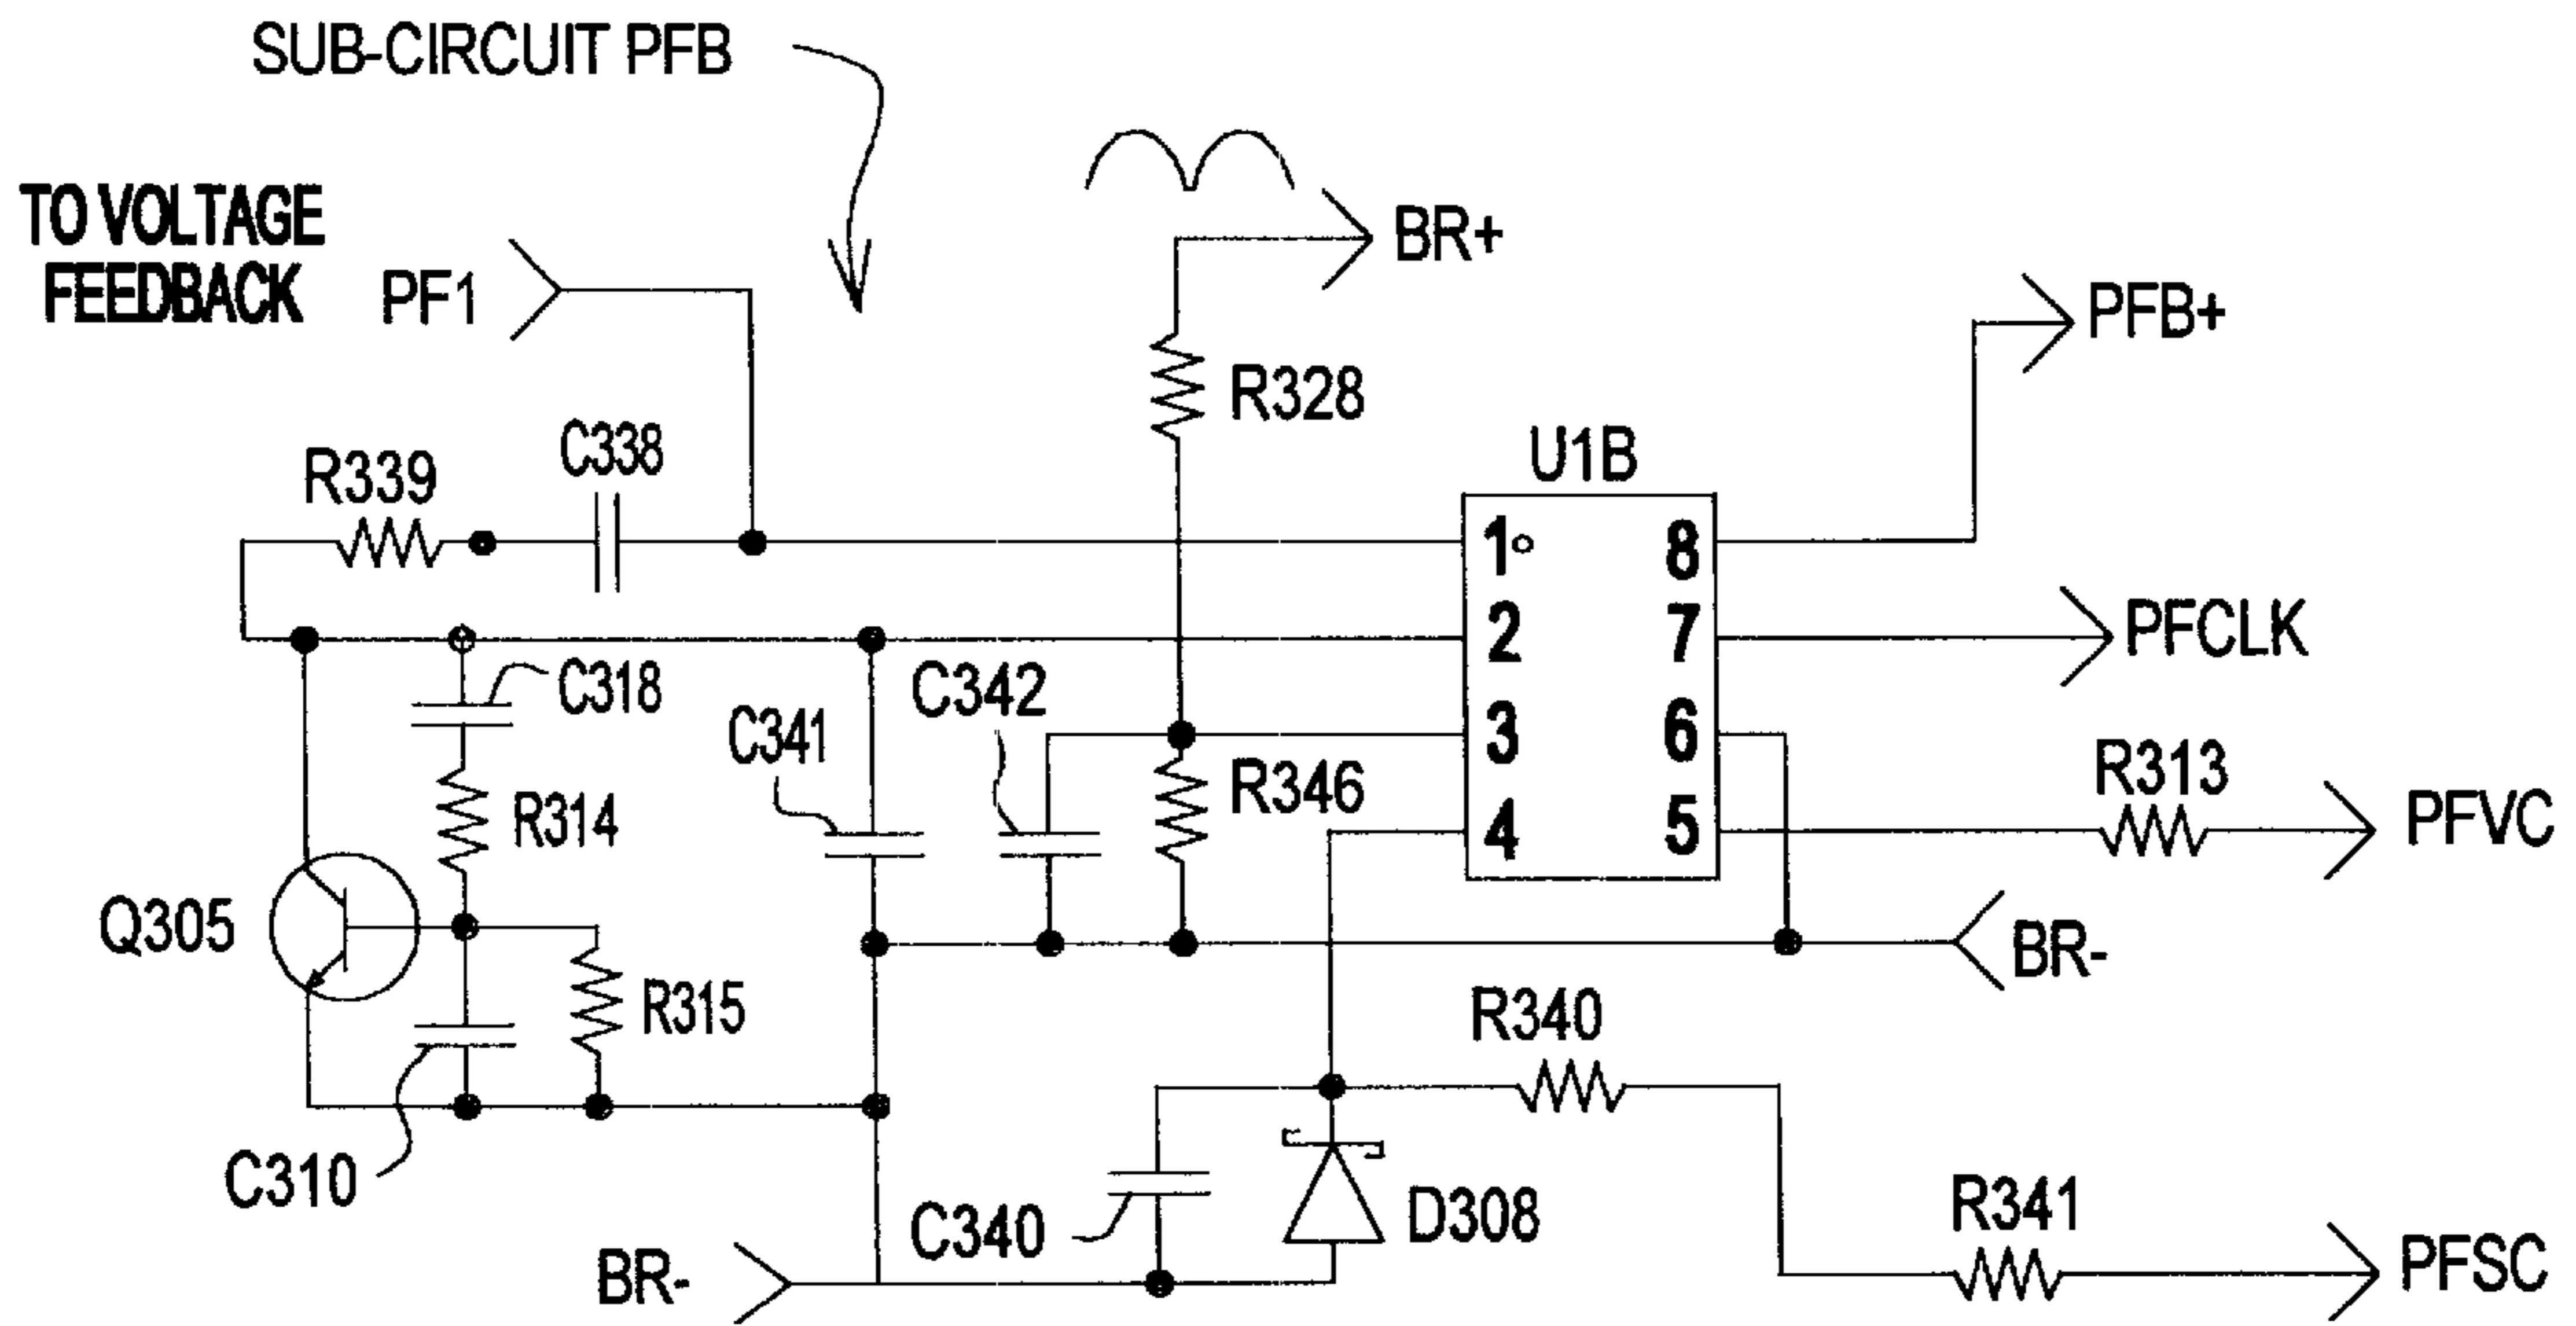 SUB-CIRCUIT PFB
TO VOLTAGE
FEEDBACK
PF1
BR+
PFB+
R328
U1B
R339
C338
1
8
2
7
PFCLK
3
6
4
5
C318
C342
C341
R346
R313
PFVC
R314
Q305
BR-
R315
R340
C310
C340
D308
R341
BR-
PFSC